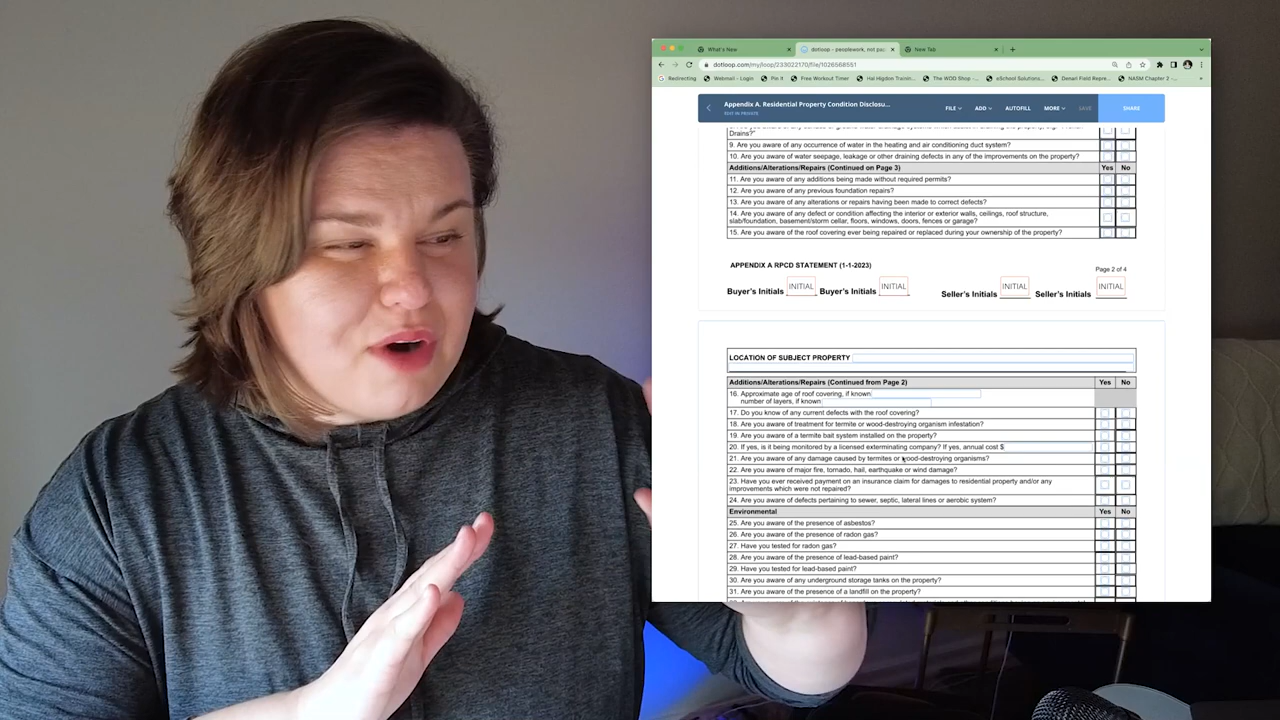 What's New
dotloop - peoplework, not pa
New Tab
dotloop.com/my/loop/233022170/file/1026568551
Redirecting
Webmail - Login
Pin It
Free Workout Timer
Hal Higdon Trainin...
The WOD Shop -...
eSchool Solutions...
Denali Field Repre...
NASM Chapter 2 -...
Appendix A. Residential Property Condition Disclosu...
EDIT IN PRIVATE
FILE
ADD
AUTOFILL
MORE
SAVE
SHARE
Drains?"
9. Are you aware of any occurrence of water in the heating and air conditioning duct system?
10. Are you aware of water seepage, leakage or other draining defects in any of the improvements on the property?
Additions/Alterations/Repairs (Continued on Page 3) Yes No
11. Are you aware of any additions being made without required permits?
12. Are you aware of any previous foundation repairs?
13. Are you aware of any alterations or repairs having been made to correct defects?
14. Are you aware of any defect or condition affecting the interior or exterior walls, ceilings, roof structure,
slab/foundation, basement/storm cellar, floors, windows, doors, fences or garage?
15. Are you aware of the roof covering ever being repaired or replaced during your ownership of the property?
APPENDIX A RPCD STATEMENT (1-1-2023)
Page 2 of 4
Buyer's Initials INITIAL Buyer's Initials INITIAL Seller's Initials INITIAL Seller's Initials INITIAL
LOCATION OF SUBJECT PROPERTY
Additions/Alterations/Repairs (Continued from Page 2) Yes No
16. Approximate age of roof covering, if known
number of layers, if known
17. Do you know of any current defects with the roof covering?
18. Are you aware of treatment for termite or wood-destroying organism infestation?
19. Are you aware of a termite bait system installed on the property?
20. If yes, is it being monitored by a licensed exterminating company? If yes, annual cost $
21. Are you aware of any damage caused by termites or wood-destroying organisms?
22. Are you aware of major fire, tornado, hail, earthquake or wind damage?
23. Have you ever received payment on an insurance claim for damages to residential property and/or any
improvements which were not repaired?
24. Are you aware of defects pertaining to sewer, septic, lateral lines or aerobic system?
Environmental Yes No
25. Are you aware of the presence of asbestos?
26. Are you aware of the presence of radon gas?
27. Have you tested for radon gas?
28. Are you aware of the presence of lead-based paint?
29. Have you tested for lead-based paint?
30. Are you aware of any underground storage tanks on the property?
31. Are you aware of the presence of a landfill on the property?